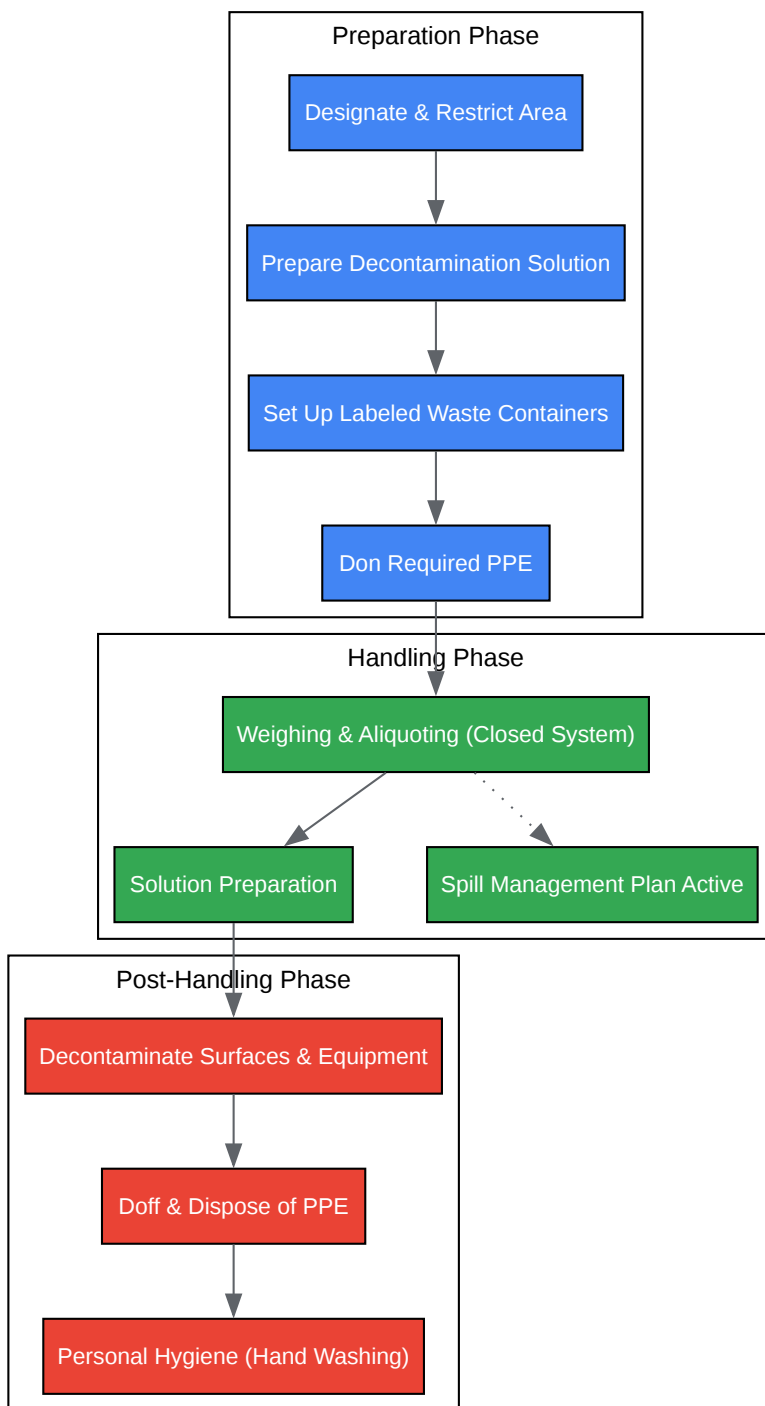 Preparation Phase
Designate & Restrict Area
Prepare Decontamination Solution
Set Up Labeled Waste Containers
Don Required PPE
Handling Phase
Weighing & Aliquoting (Closed System)
Solution Preparation
Spill Management Plan Active
Post-Handling Phase
Decontaminate Surfaces & Equipment
Doff & Dispose of PPE
Personal Hygiene (Hand Washing)